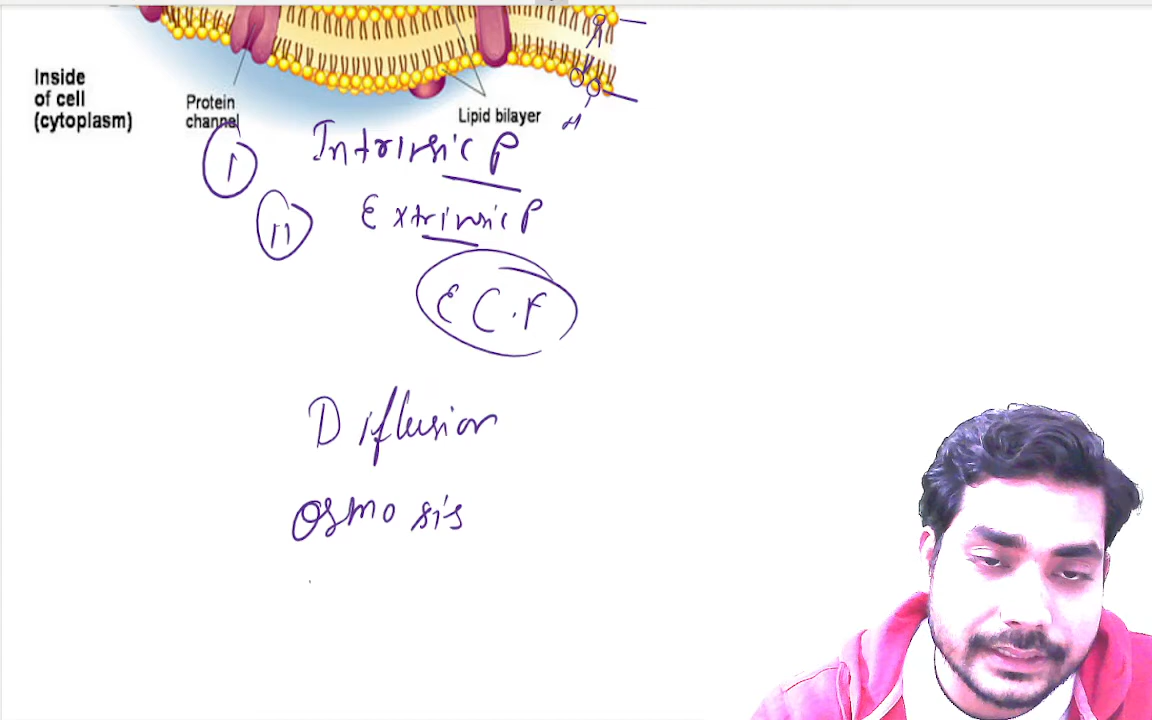 Inside
of cell
(cytoplasm)
Protein
channel
Lipid bilayer
I
Intrinsic P
II
Extrinsic P
E C.F
Diffusion
Osmosis